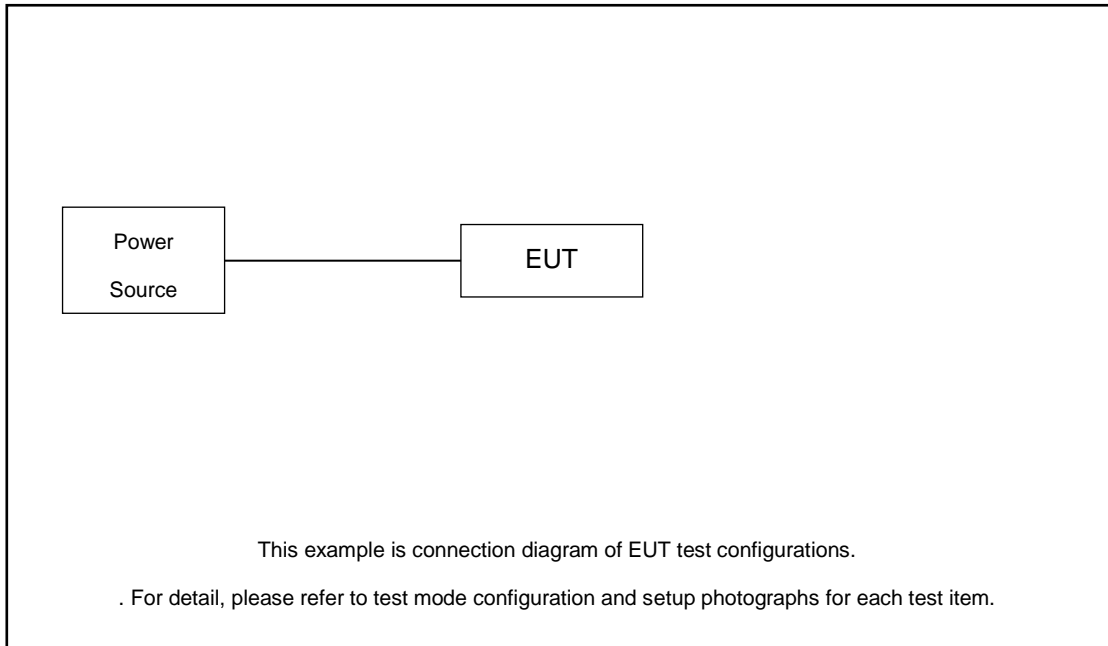 Power
Source
EUT
This example is connection diagram of EUT test configurations.
. For detail, please refer to test mode configuration and setup photographs for each test item.